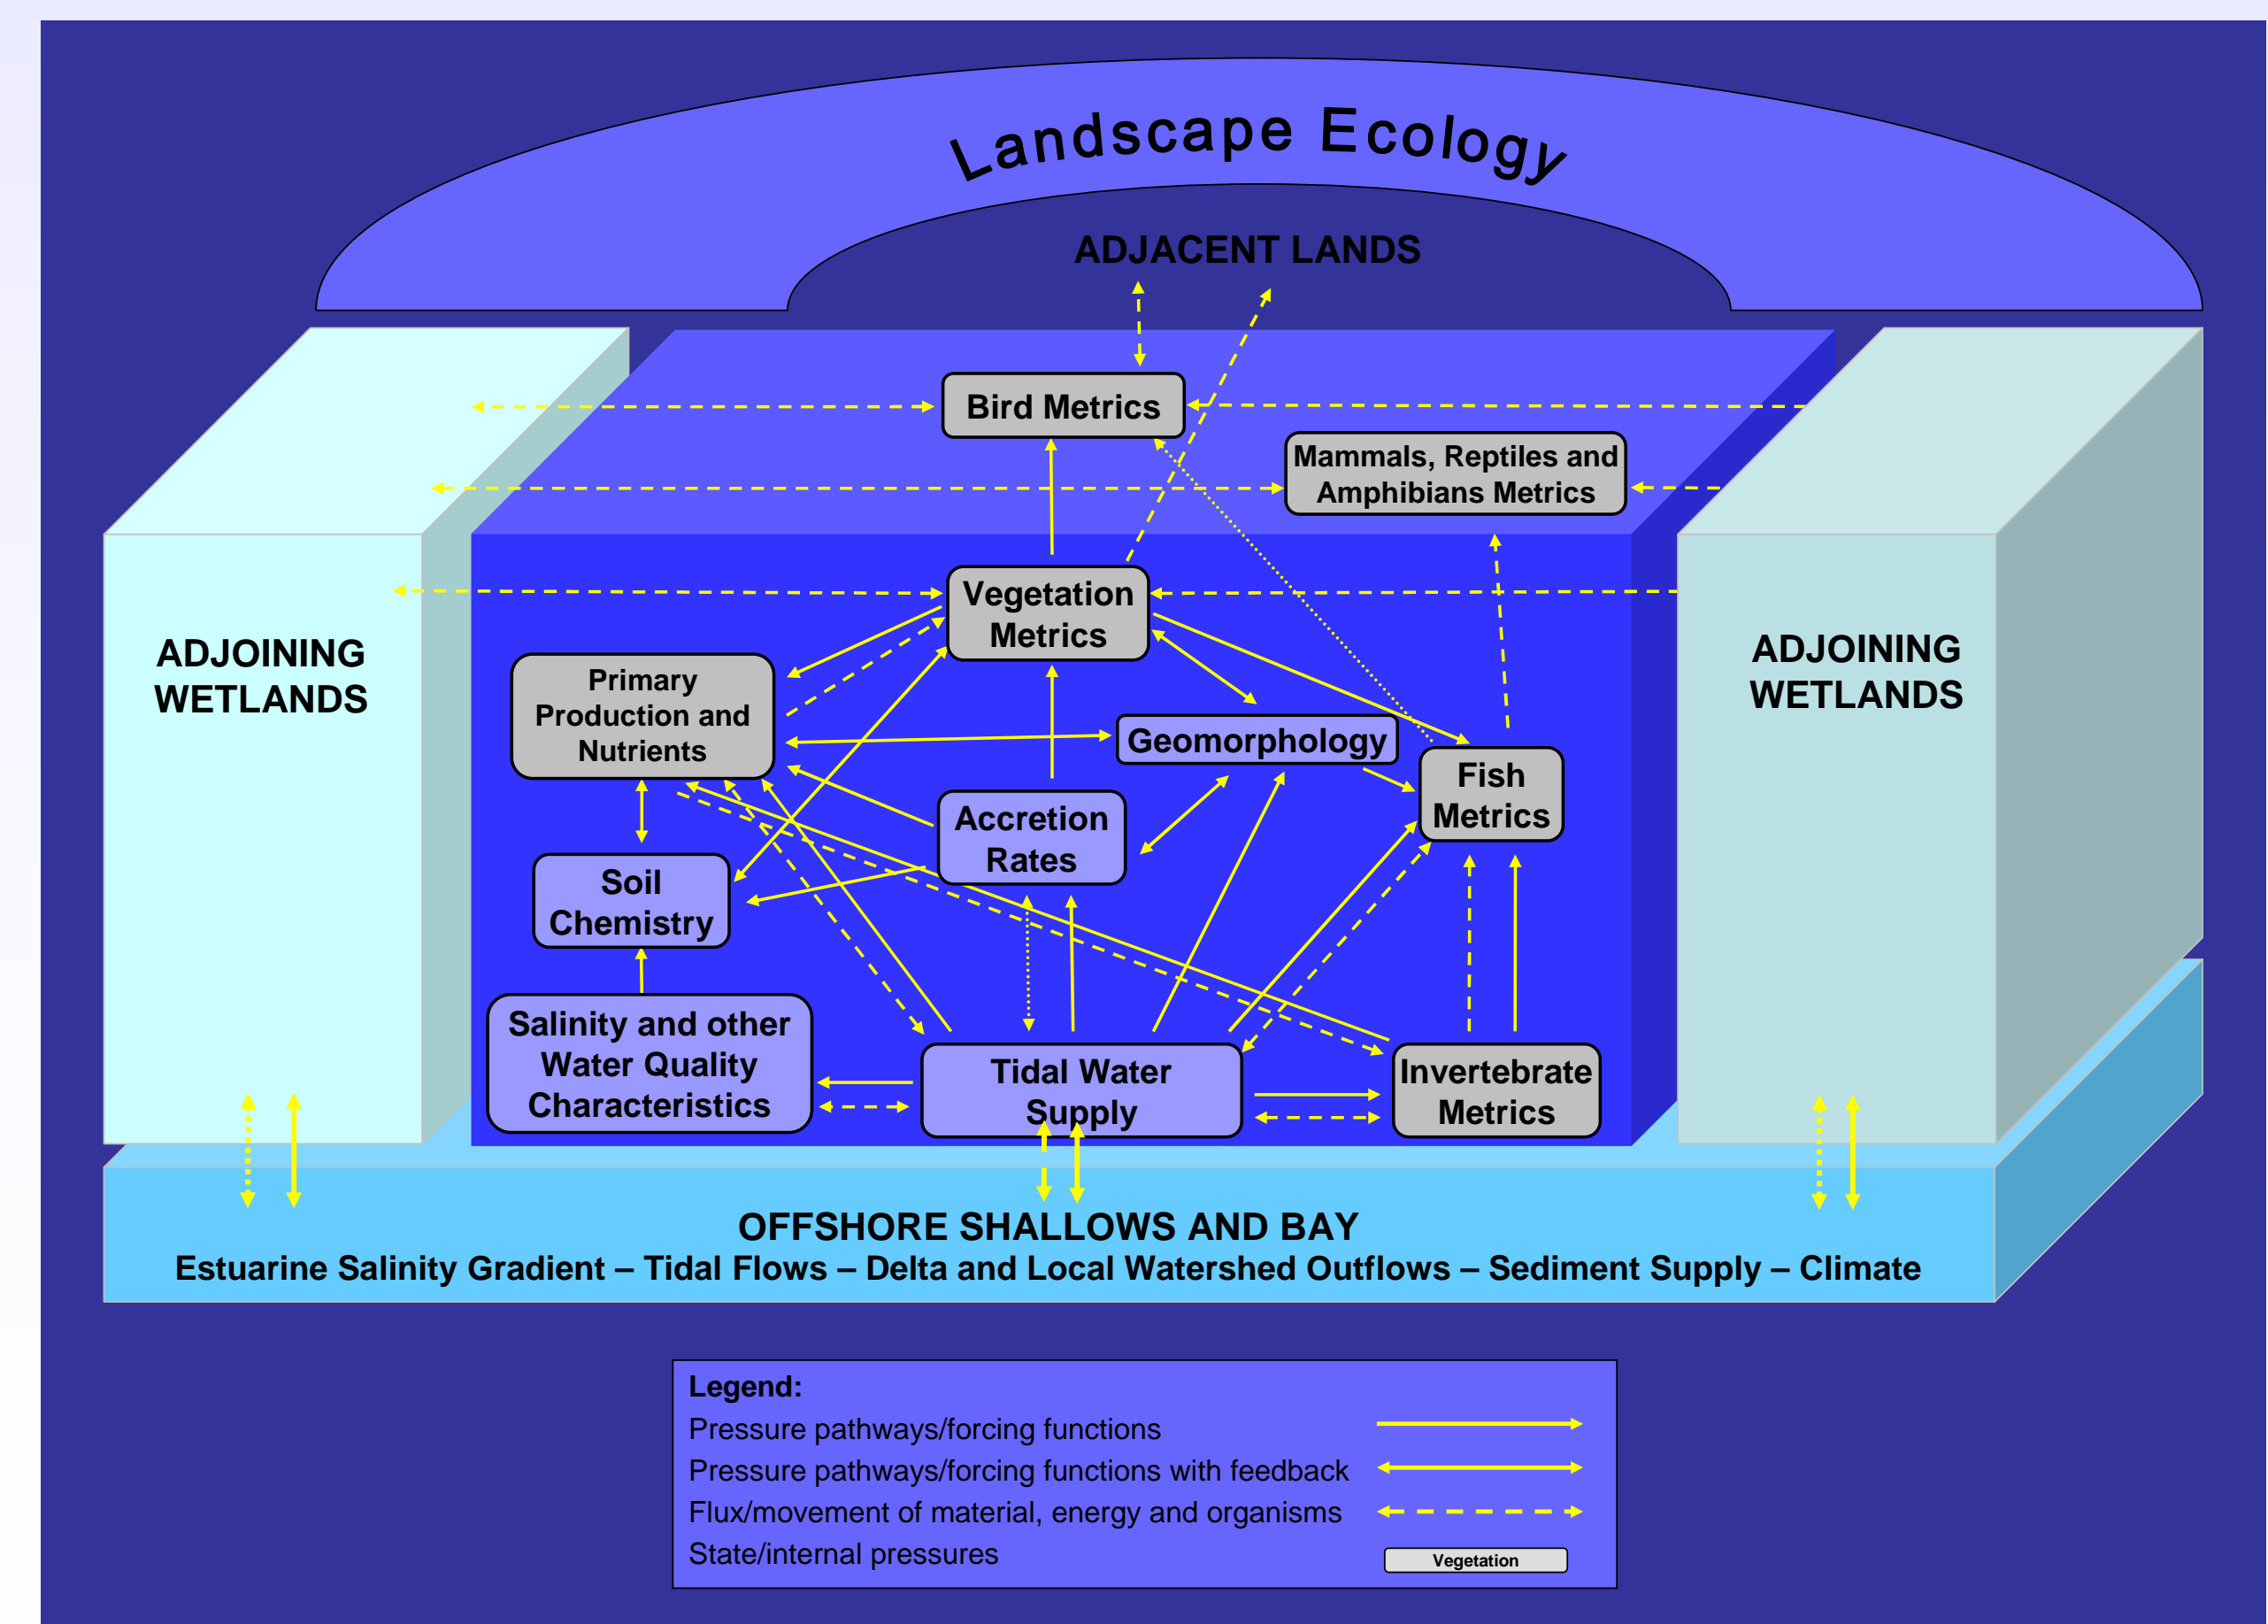 Landscape Ecology
ADJACENT LANDS
Bird Metrics
Mammals, Reptiles and
Amphibians Metrics
Vegetation
Metrics
ADJOINING
WETLANDS
ADJOINING
WETLANDS
Primary
Production and
Nutrients
Geomorphology
Fish
Metrics
Accretion
Rates
Soil
Chemistry
Salinity and other
Water Quality
Characteristics
Tidal Water
Supply
Invertebrate
Metrics
OFFSHORE SHALLOWS AND BAY
Estuarine Salinity Gradient – Tidal Flows – Delta and Local Watershed Outflows – Sediment Supply – Climate
Legend:
Pressure pathways/forcing functions
Pressure pathways/forcing functions with feedback
Flux/movement of material, energy and organisms
State/internal pressures
Vegetation